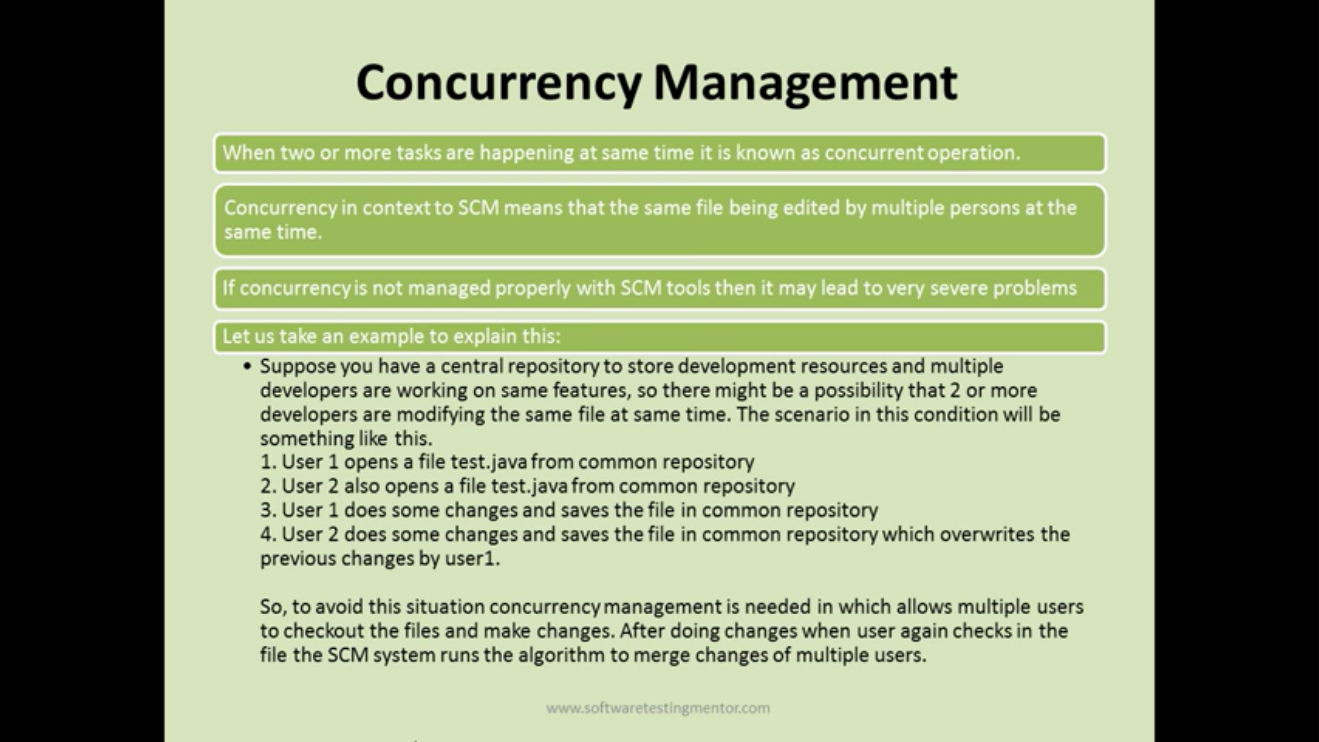 Concurrency Management
When two or more tasks are happening at same time it is known as concurrent operation.
Concurrency in context to SCM means that the same file being edited by multiple persons at the
same time.
If concurrency is not managed properly with SCM tools then it may lead to very severe problems
Let us take an example to explain this:
• Suppose you have a central repository to store development resources and multiple
developers are working on same features, so there might be a possibility that 2 or more
developers are modifying the same file at same time. The scenario in this condition will be
something like this.
1. User 1 opens a file test.java from common repository
2. User 2 also opens a file test.java from common repository
3. User 1 does some changes and saves the file in common repository
4. User 2 does some changes and saves the file in common repository which overwrites the
previous changes by user1.
So, to avoid this situation concurrency management is needed in which allows multiple users
to checkout the files and make changes. After doing changes when user again checks in the
file the SCM system runs the algorithm to merge changes of multiple users.
www.softwaretestingmentor.com